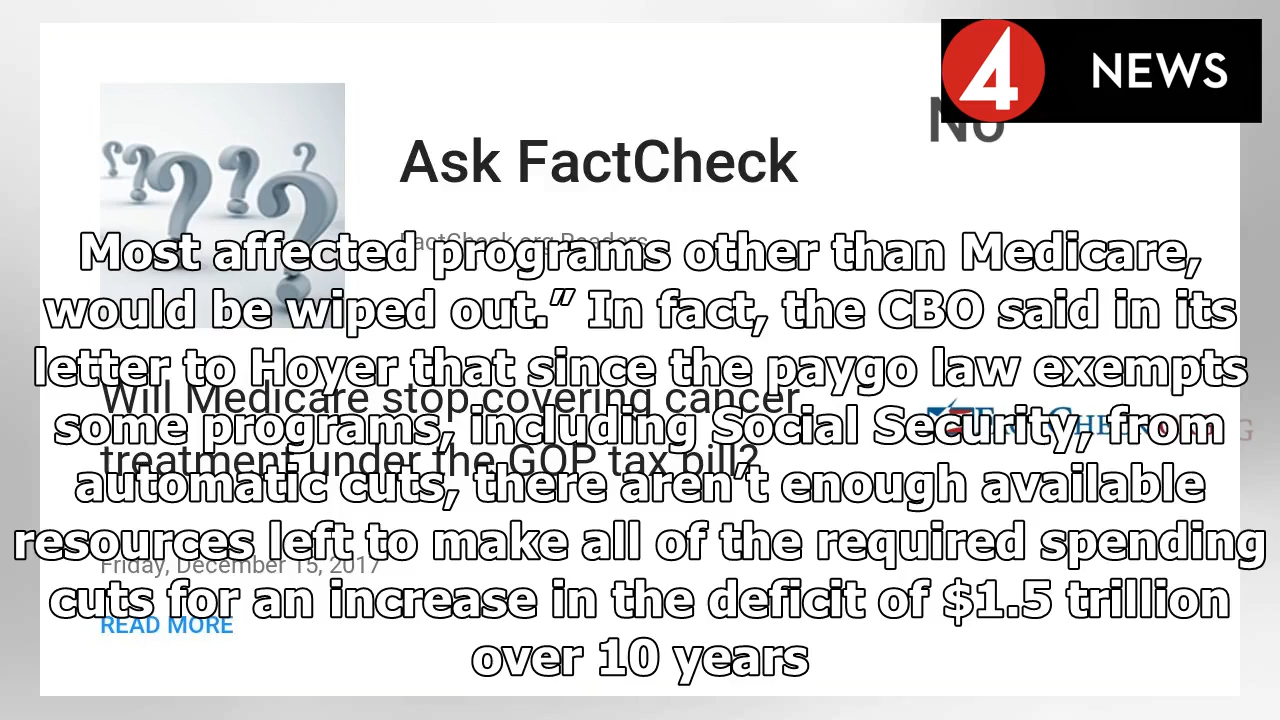 4 NEWS
No
Ask FactCheck
FactCheck.org Readers
Most affected programs other than Medicare,
would be wiped out.” In fact, the CBO said in its
letter to Hoyer that since the paygo law exempts
some programs, including Social Security, from
automatic cuts, there aren’t enough available
resources left to make all of the required spending
cuts for an increase in the deficit of $1.5 trillion
over 10 years
Will Medicare stop covering cancer
treatment under the GOP tax bill?
Friday, December 15, 2017
READ MORE